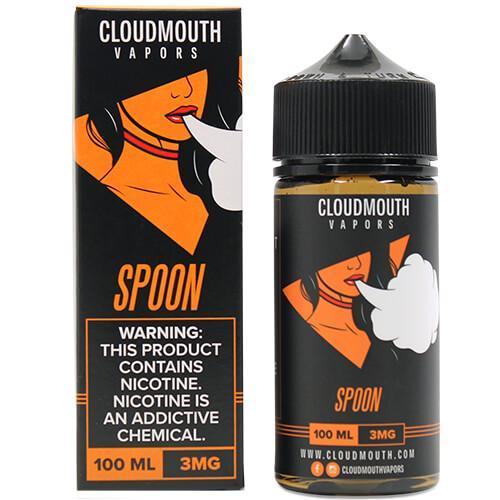 CLOUDMOUTH
VAPORS
SPOON
WARNING:
THIS PRODUCT
CONTAINS
NICOTINE.
NICOTINE IS
AN ADDICTIVE
CHEMICAL.
100 ML 3MG
CLOUDMOUTH
VAPORS
SPOON
100 ML 3MG
WWW.CLOUDMOUTH.COM
CLOUDMOUTHVAPORS